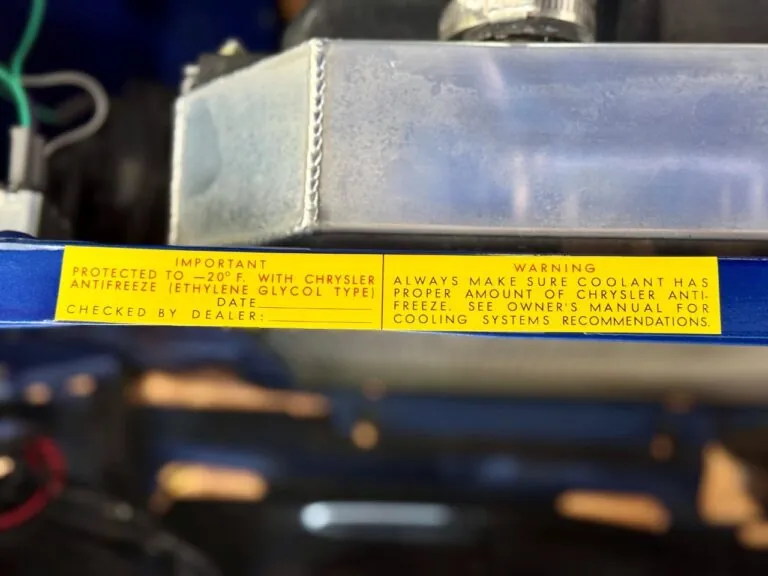 IMPORTANT
PROTECTED TO —20° F. WITH CHRYSLER
ANTIFREEZE (ETHYLENE GLYCOL TYPE)
DATE
CHECKED BY DEALER:
WARNING
ALWAYS MAKE SURE COOLANT HAS
PROPER AMOUNT OF CHRYSLER ANTI-
FREEZE. SEE OWNER'S MANUAL FOR
COOLING SYSTEMS RECOMMENDATIONS.